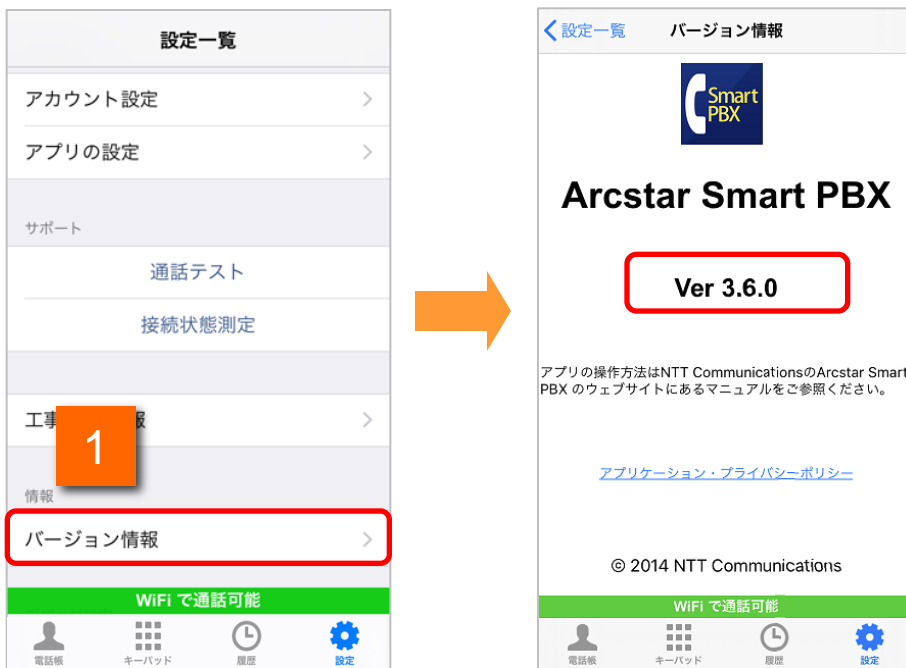 設定一覧
アカウント設定
アプリの設定
サポート
通話テスト
接続状態測定
工事
報
1
情報
バージョン情報
WiFi で通話可能
電話帳
キーパッド
履歴
設定
設定一覧
バージョン情報
Smart
PBX
Arcstar Smart PBX
Ver 3.6.0
アプリの操作方法はNTT CommunicationsのArcstar Smart
PBX のウェブサイトにあるマニュアルをご参照ください。
アプリケーション・プライバシーポリシー
© 2014 NTT Communications
WiFi で通話可能
電話帳
キーパッド
履歴
設定